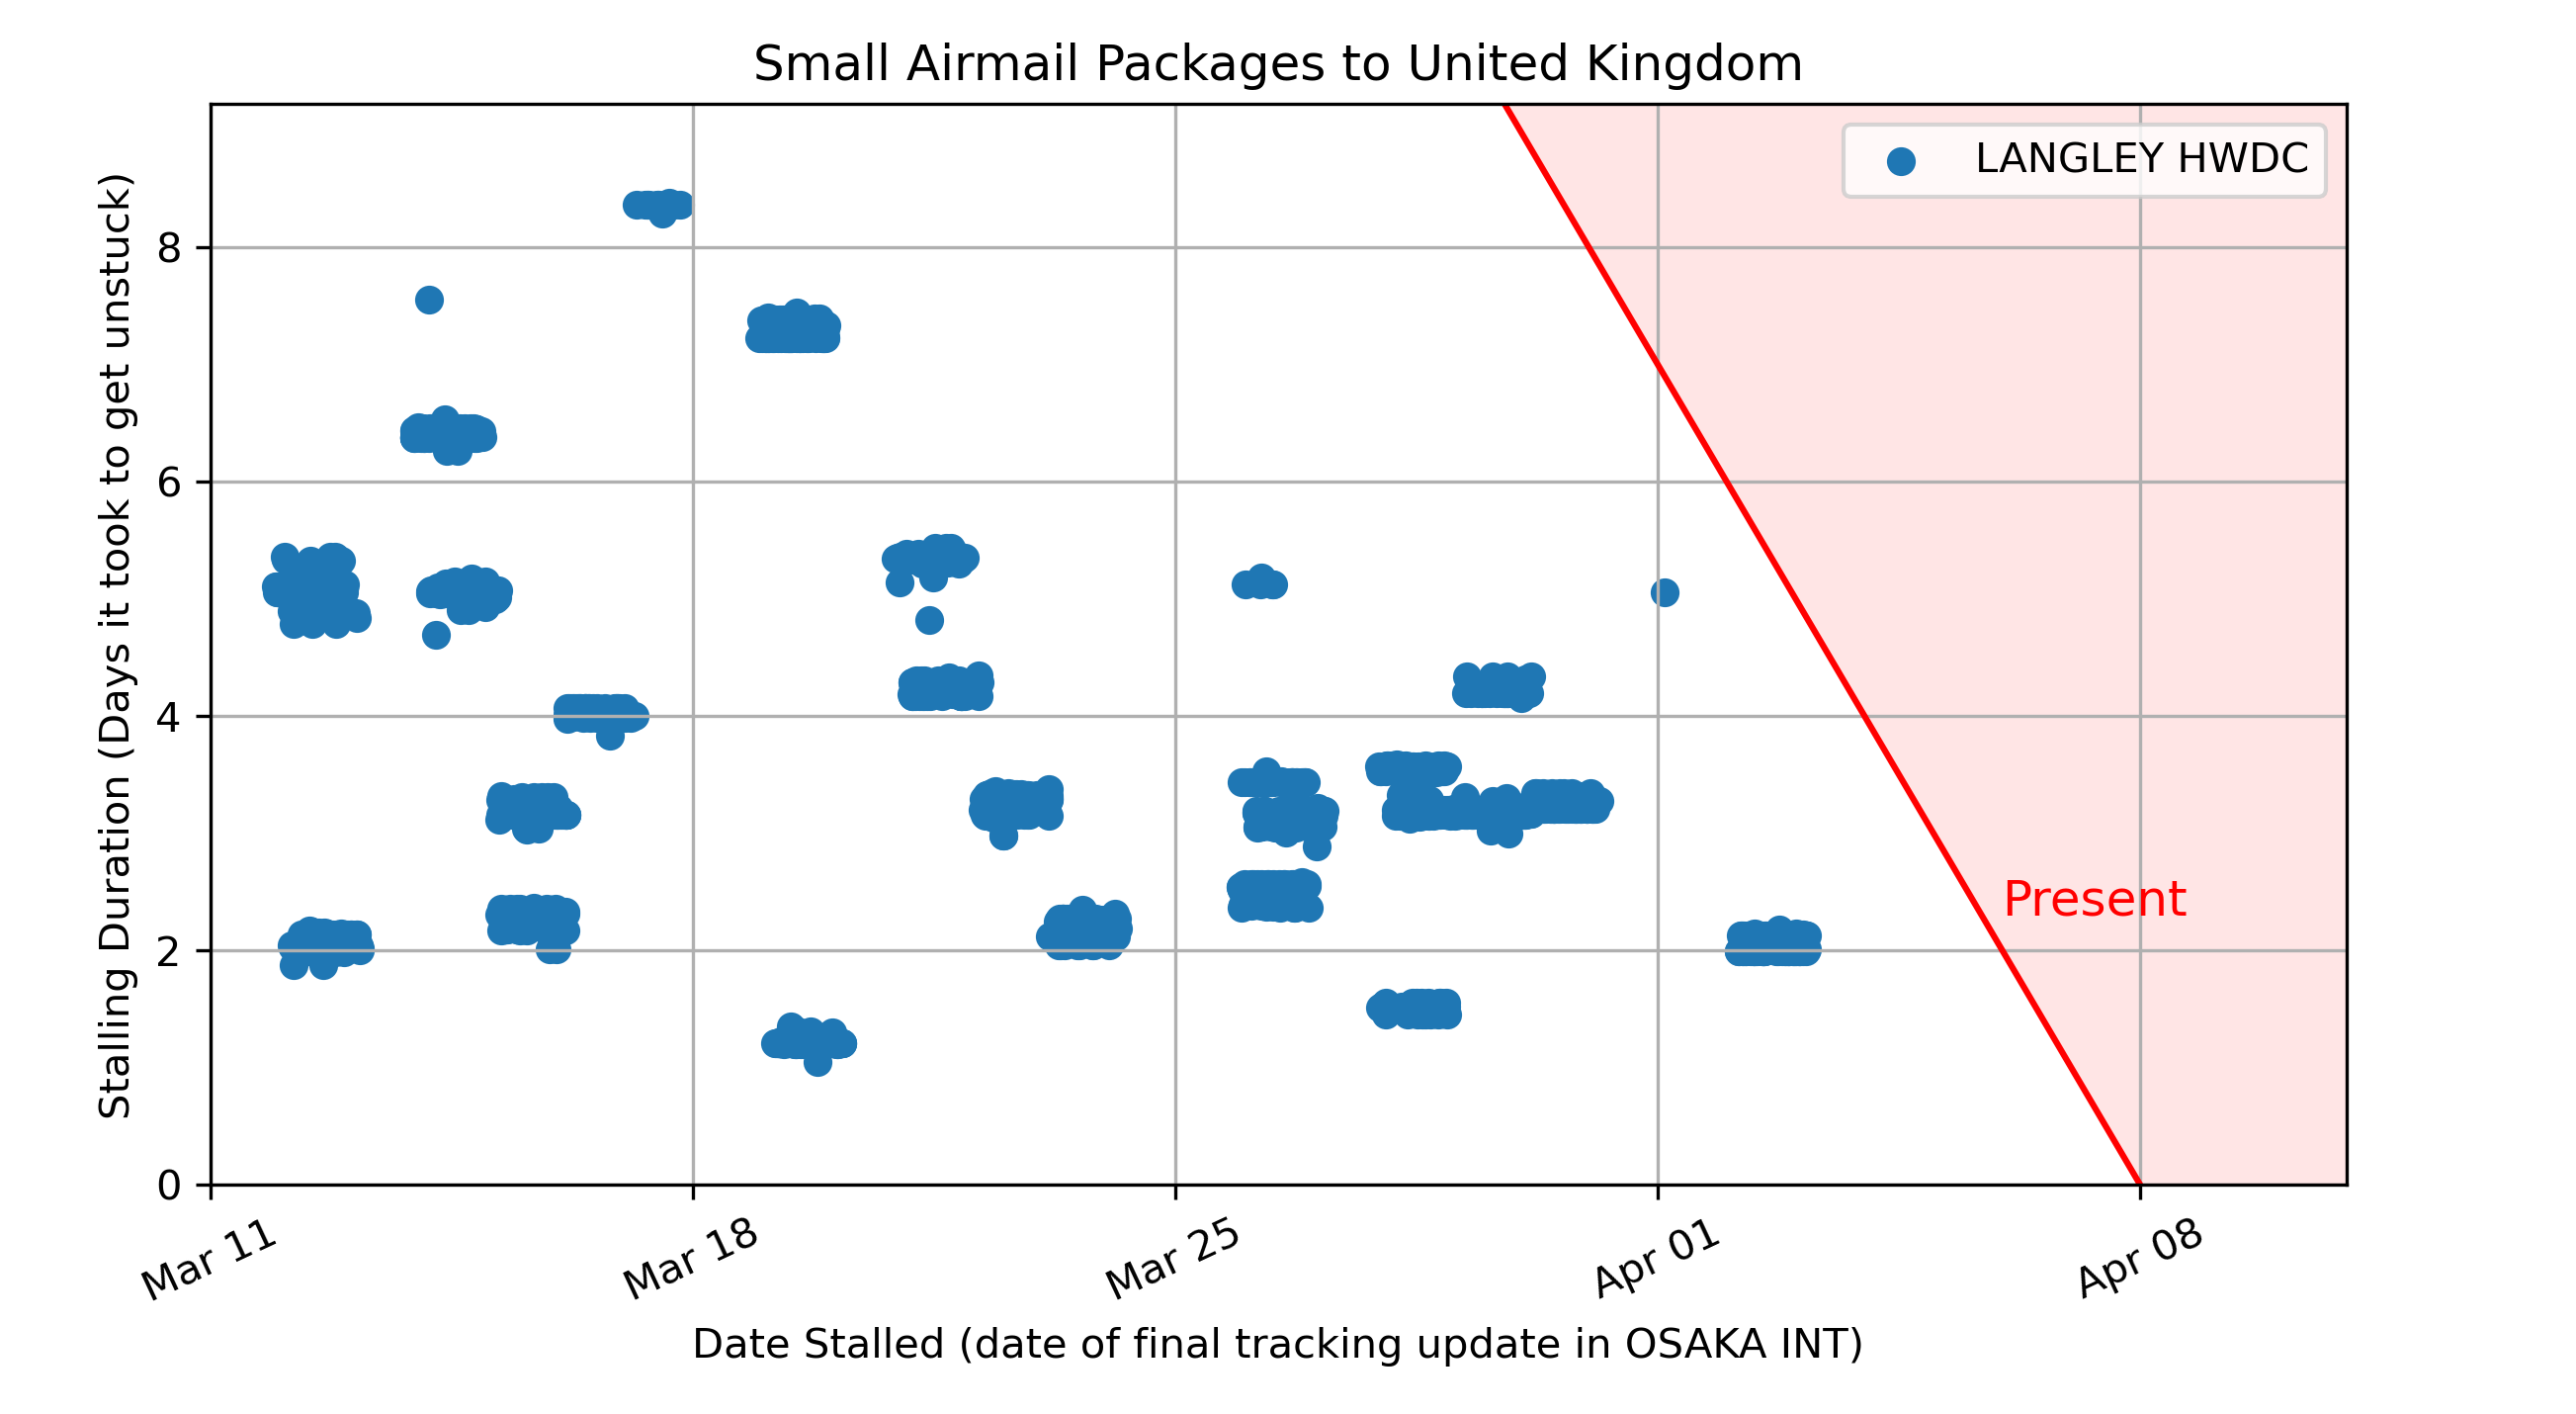 Small Airmail Packages to United Kingdom
LANGLEY HWDC
Stalling Duration (Days it took to get unstuck)
8
6
4
2
0
Present
Mar 11
Mar 18
Mar 25
Apr 01
Apr 08
Date Stalled (date of final tracking update in OSAKA INT)